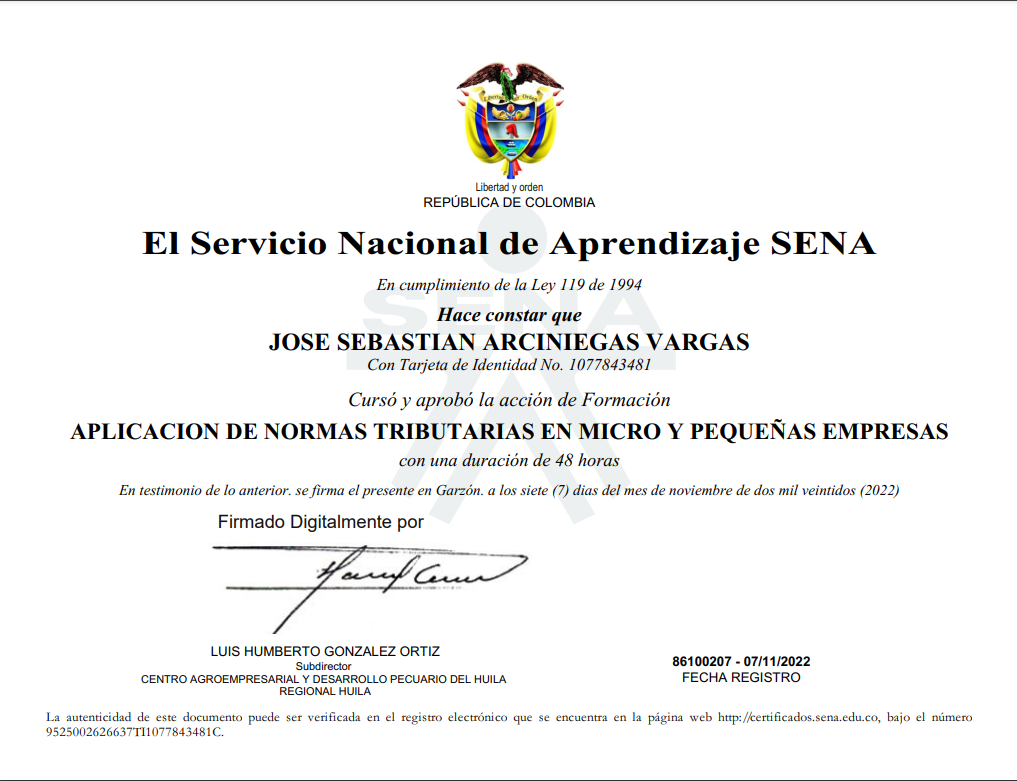 Libertad y Orden
Libertad y orden
REPÚBLICA DE COLOMBIA
El Servicio Nacional de Aprendizaje SENA
En cumplimiento de la Ley 119 de 1994
SENA
Hace constar que
JOSE SEBASTIAN ARCINIEGAS VARGAS
Con Tarjeta de Identidad No. 1077843481
Cursó y aprobó la acción de Formación
APLICACION DE NORMAS TRIBUTARIAS EN MICRO Y PEQUEÑAS EMPRESAS
con una duración de 48 horas
En testimonio de lo anterior. se firma el presente en Garzón. a los siete (7) dias del mes de noviembre de dos mil veintidos (2022)
Firmado Digitalmente por
LUIS HUMBERTO GONZALEZ ORTIZ
Subdirector
CENTRO AGROEMPRESARIAL Y DESARROLLO PECUARIO DEL HUILA
REGIONAL HUILA
86100207 - 07/11/2022
FECHA REGISTRO
La autenticidad de este documento puede ser verificada en el registro electrónico que se encuentra en la página web http://certificados.sena.edu.co, bajo el número
9525002626637TI1077843481C.